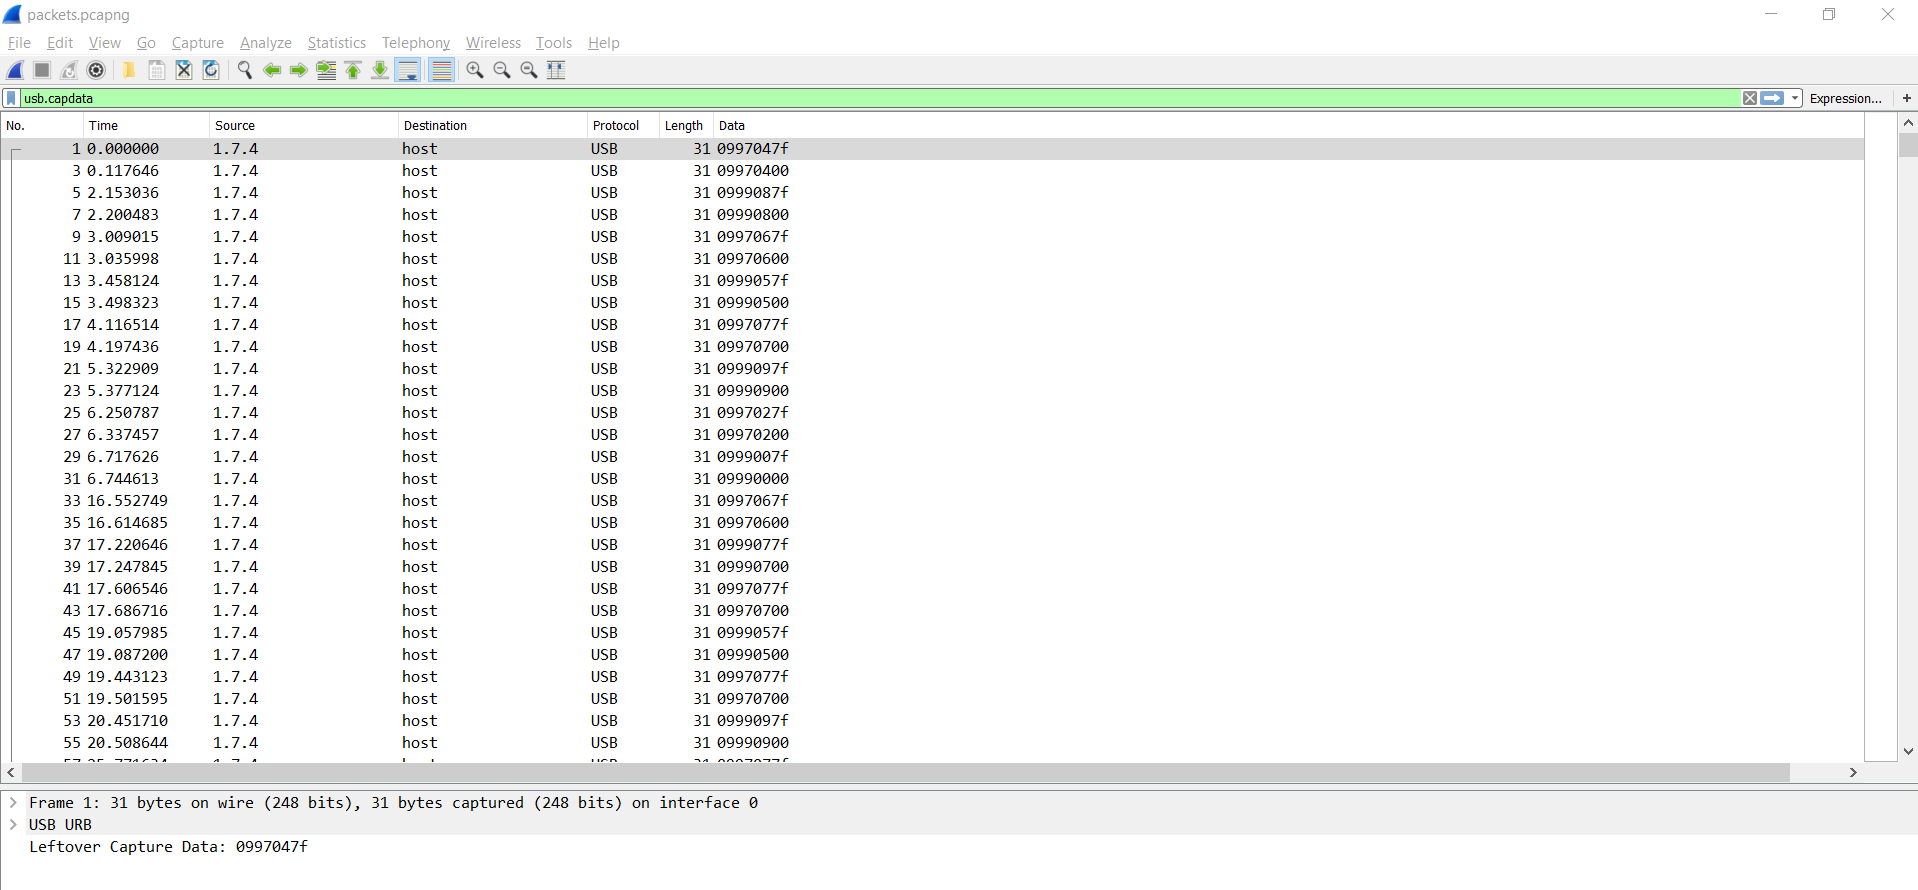 packets.pcapng
File Edit View Go Capture Analyze Statistics Telephony Wireless Tools Help
usb.capdata Expression... +
No. Time Source Destination Protocol Length Data
1 0.000000 1.7.4 host USB 31 0997047f
3 0.117646 1.7.4 host USB 31 09970400
5 2.153036 1.7.4 host USB 31 0999087f
7 2.200483 1.7.4 host USB 31 09990800
9 3.009015 1.7.4 host USB 31 0997067f
11 3.035998 1.7.4 host USB 31 09970600
13 3.458124 1.7.4 host USB 31 0999057f
15 3.498323 1.7.4 host USB 31 09990500
17 4.116514 1.7.4 host USB 31 0997077f
19 4.197436 1.7.4 host USB 31 09970700
21 5.322909 1.7.4 host USB 31 0999097f
23 5.377124 1.7.4 host USB 31 09990900
25 6.250787 1.7.4 host USB 31 0997027f
27 6.337457 1.7.4 host USB 31 09970200
29 6.717626 1.7.4 host USB 31 0999007f
31 6.744613 1.7.4 host USB 31 09990000
33 16.552749 1.7.4 host USB 31 0997067f
35 16.614685 1.7.4 host USB 31 09970600
37 17.220646 1.7.4 host USB 31 0999077f
39 17.247845 1.7.4 host USB 31 09990700
41 17.606546 1.7.4 host USB 31 0997077f
43 17.686716 1.7.4 host USB 31 09970700
45 19.057985 1.7.4 host USB 31 0999057f
47 19.087200 1.7.4 host USB 31 09990500
49 19.443123 1.7.4 host USB 31 0997077f
51 19.501595 1.7.4 host USB 31 09970700
53 20.451710 1.7.4 host USB 31 0999097f
55 20.508644 1.7.4 host USB 31 09990900
Frame 1: 31 bytes on wire (248 bits), 31 bytes captured (248 bits) on interface 0
USB URB
Leftover Capture Data: 0997047f